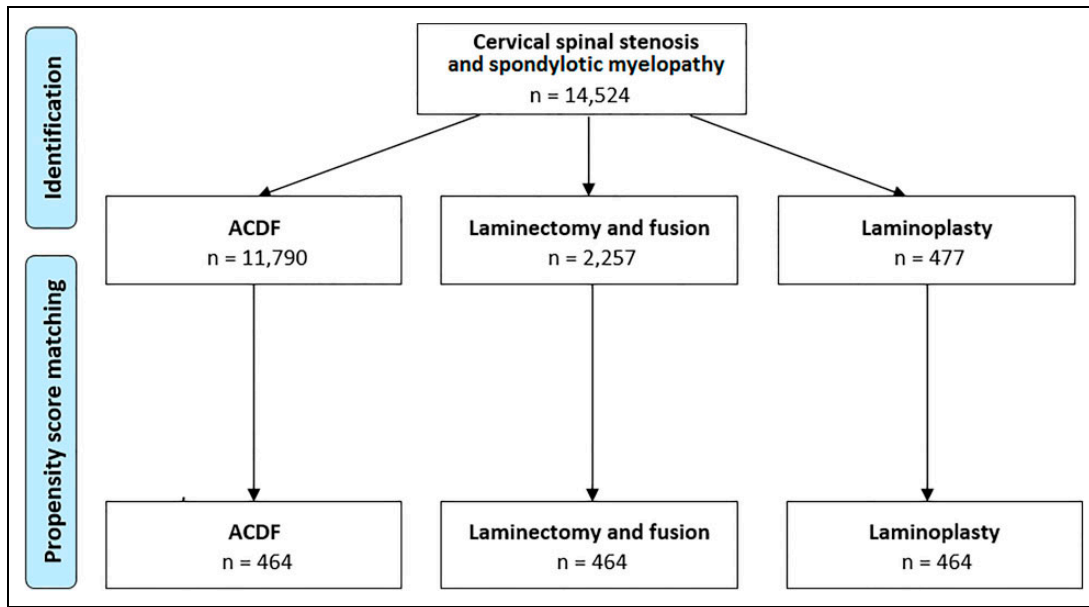 Identification
Cervical spinal stenosis
and spondylotic myelopathy
n = 14,524
ACDF
n = 11,790
Laminectomy and fusion
n = 2,257
Laminoplasty
n = 477
Propensity score matching
ACDF
n = 464
Laminectomy and fusion
n = 464
Laminoplasty
n = 464